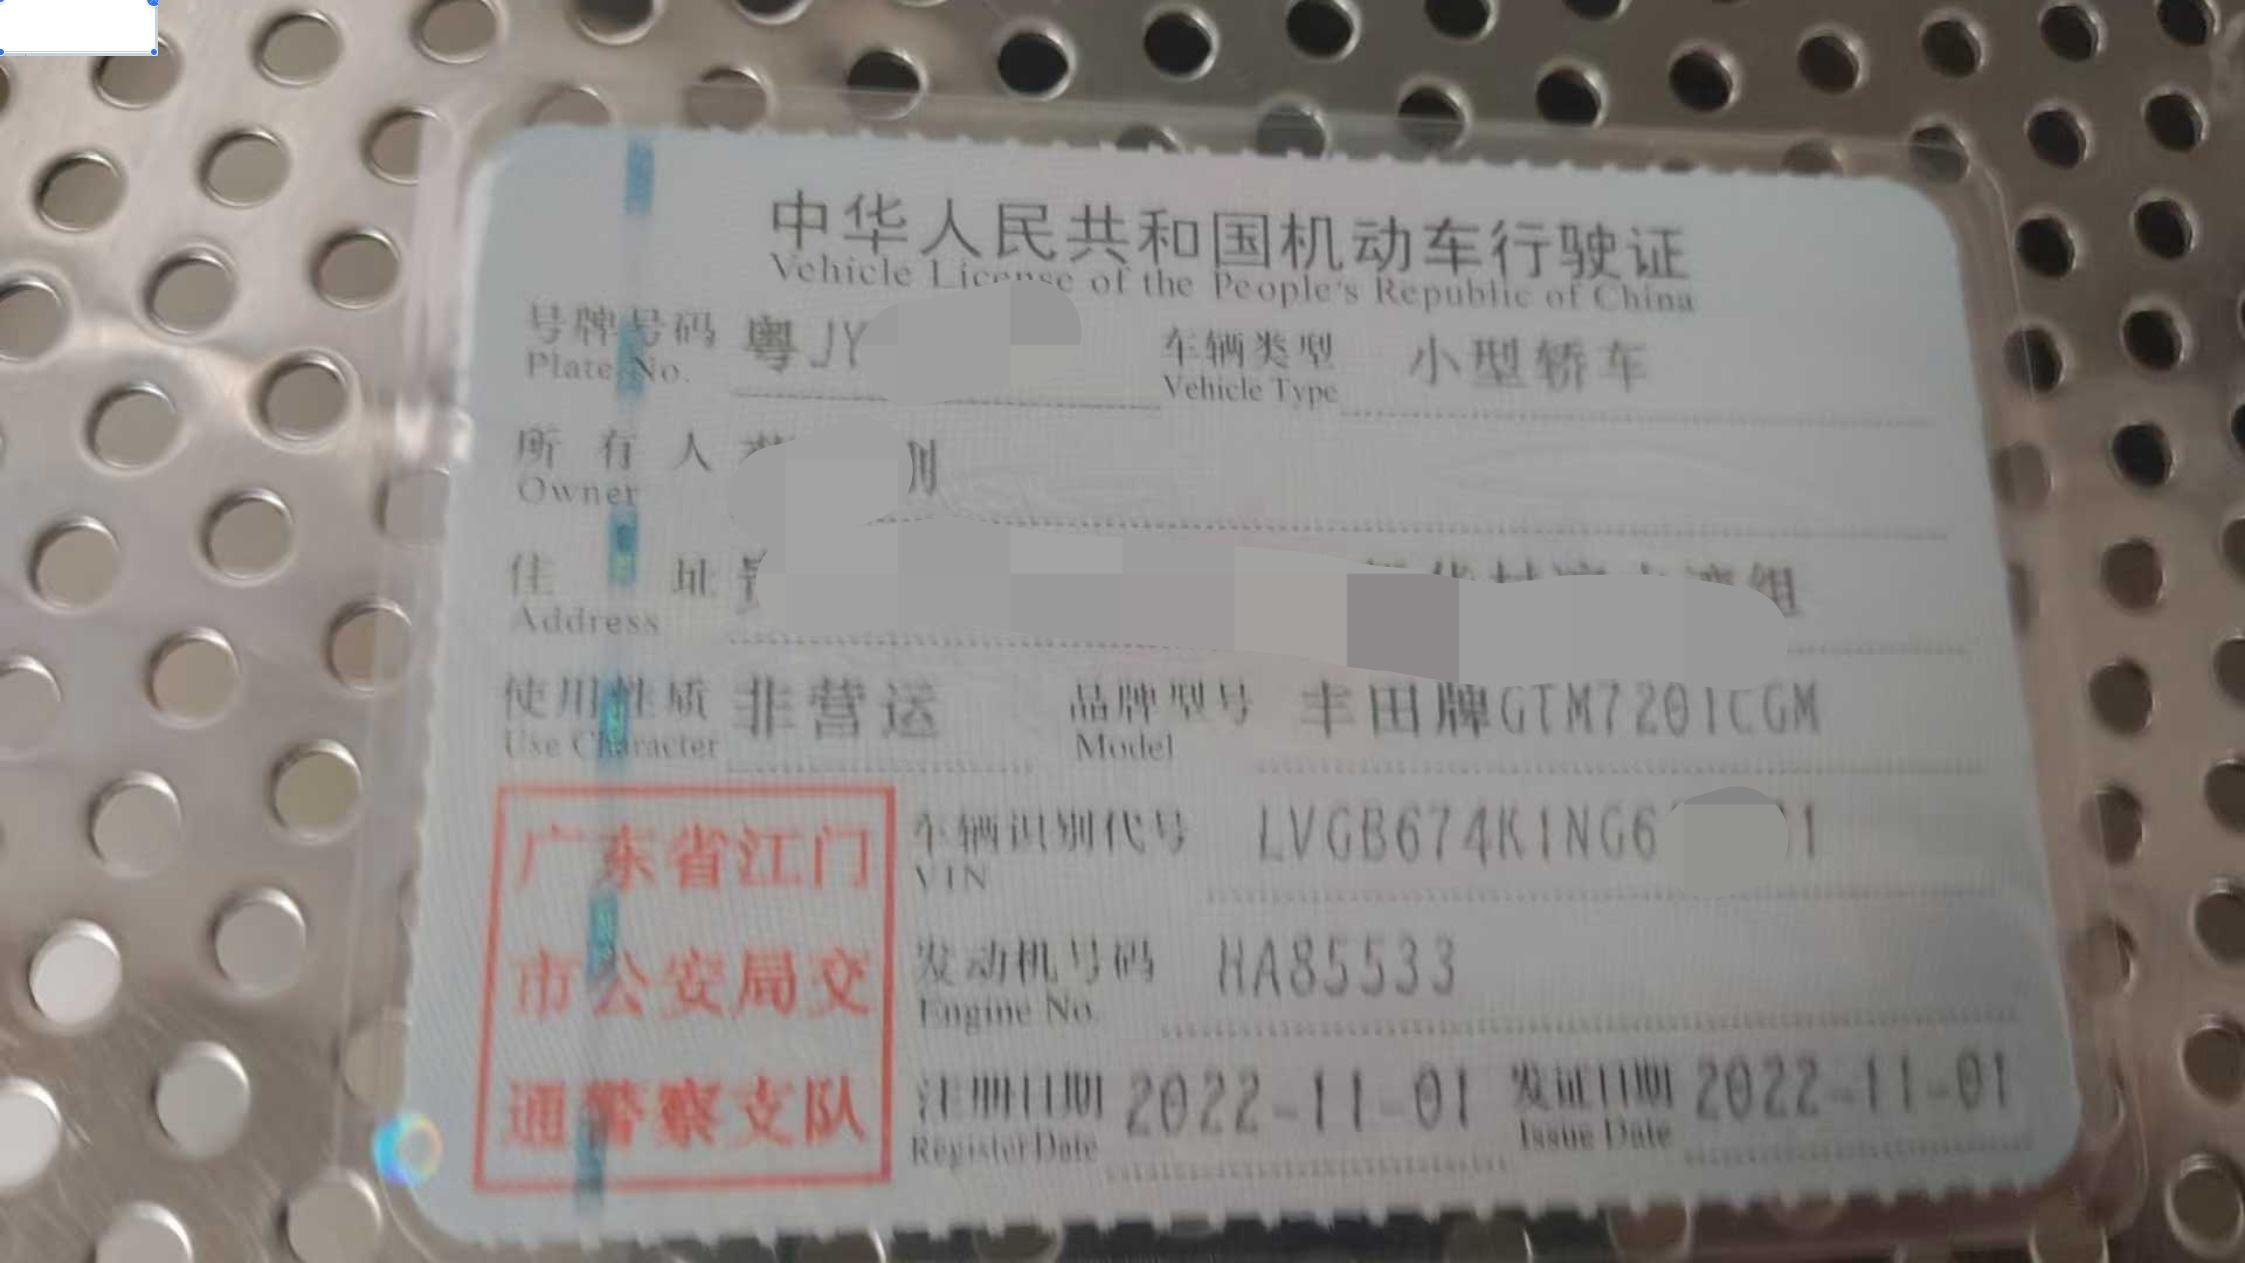 中华人民共和国机动车行驶证
Vehicle License of the People's Republic of China
号牌号码 粤JY 车辆类型 小型轿车
Plate No. Vehicle Type
所有人
Owner
住址 组
Address
使用性质 非营运 品牌型号 丰田牌GTM7201CGM
Use Character Model
广东省江门
市公安局交
通警察支队
车辆识别代号 LVGB674K1NG6 1
VIN
发动机号码 HA85533
Engine No.
注册日期 2022-11-01 发证日期 2022-11-01
Register Date Issue Date